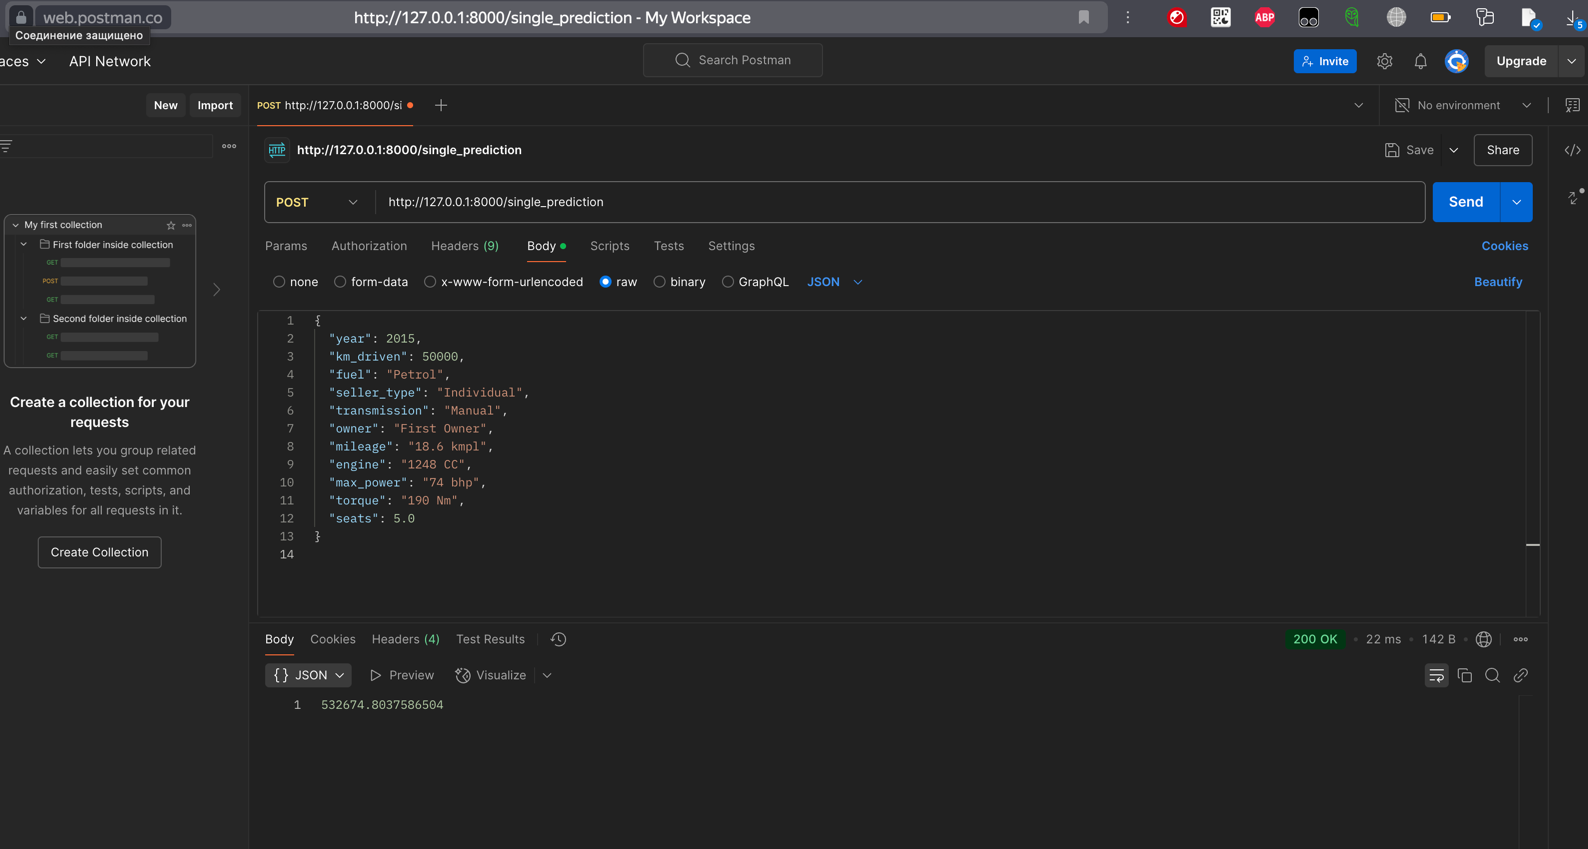 web.postman.co
http://127.0.0.1:8000/single_prediction - My Workspace
ABP
5
Соединение защищено
aces
API Network
Search Postman
Invite
Upgrade
New
Import
POST http://127.0.0.1:8000/si
No environment
HTTP
http://127.0.0.1:8000/single_prediction
Save
Share
POST
http://127.0.0.1:8000/single_prediction
Send
Params
Authorization
Headers (9)
Body
Scripts
Tests
Settings
Cookies
none
form-data
x-www-form-urlencoded
raw
binary
GraphQL
JSON
Beautify
My first collection
First folder inside collection
GET
POST
GET
Second folder inside collection
GET
GET
Create a collection for your
requests
A collection lets you group related
requests and easily set common
authorization, tests, scripts, and
variables for all requests in it.
Create Collection
1 {
2 "year": 2015,
3 "km_driven": 50000,
4 "fuel": "Petrol",
5 "seller_type": "Individual",
6 "transmission": "Manual",
7 "owner": "First Owner",
8 "mileage": "18.6 kmpl",
9 "engine": "1248 CC",
10 "max_power": "74 bhp",
11 "torque": "190 Nm",
12 "seats": 5.0
13 }
14
Body
Cookies
Headers (4)
Test Results
200 OK
22 ms
142 B
{} JSON
Preview
Visualize
1 532674.8037586504